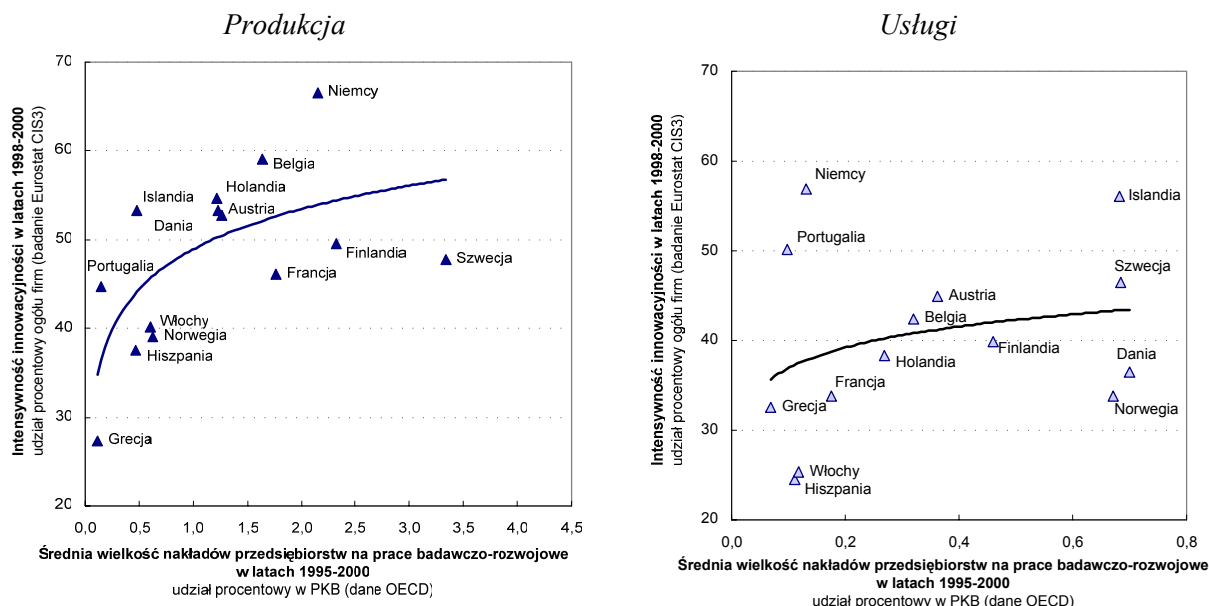 Produkcja
Intensywność innowacyjności w latach 1998-2000
udział procentowy ogółu firm (badanie Eurostat CIS3)
70
60
50
40
30
20
Niemcy
Belgia
Holandia
Islandia
Austria
Dania
Finlandia
Szwecja
Portugalia
Francja
Włochy
Norwegia
Hiszpania
Grecja
0,0 0,5 1,0 1,5 2,0 2,5 3,0 3,5 4,0 4,5
Średnia wielkość nakładów przedsiębiorstw na prace badawczo-rozwojowe
w latach 1995-2000
udział procentowy w PKB (dane OECD)
Usługi
Intensywność innowacyjności w latach 1998-2000
udział procentowy ogółu firm (badanie Eurostat CIS3)
70
60
50
40
30
20
Niemcy
Islandia
Portugalia
Szwecja
Austria
Belgia
Finlandia
Holandia
Dania
Francja
Grecja
Norwegia
Włochy
Hiszpania
0,0 0,2 0,4 0,6 0,8
Średnia wielkość nakładów przedsiębiorstw na prace badawczo-rozwojowe
w latach 1995-2000
udział procentowy w PKB (dane OECD)